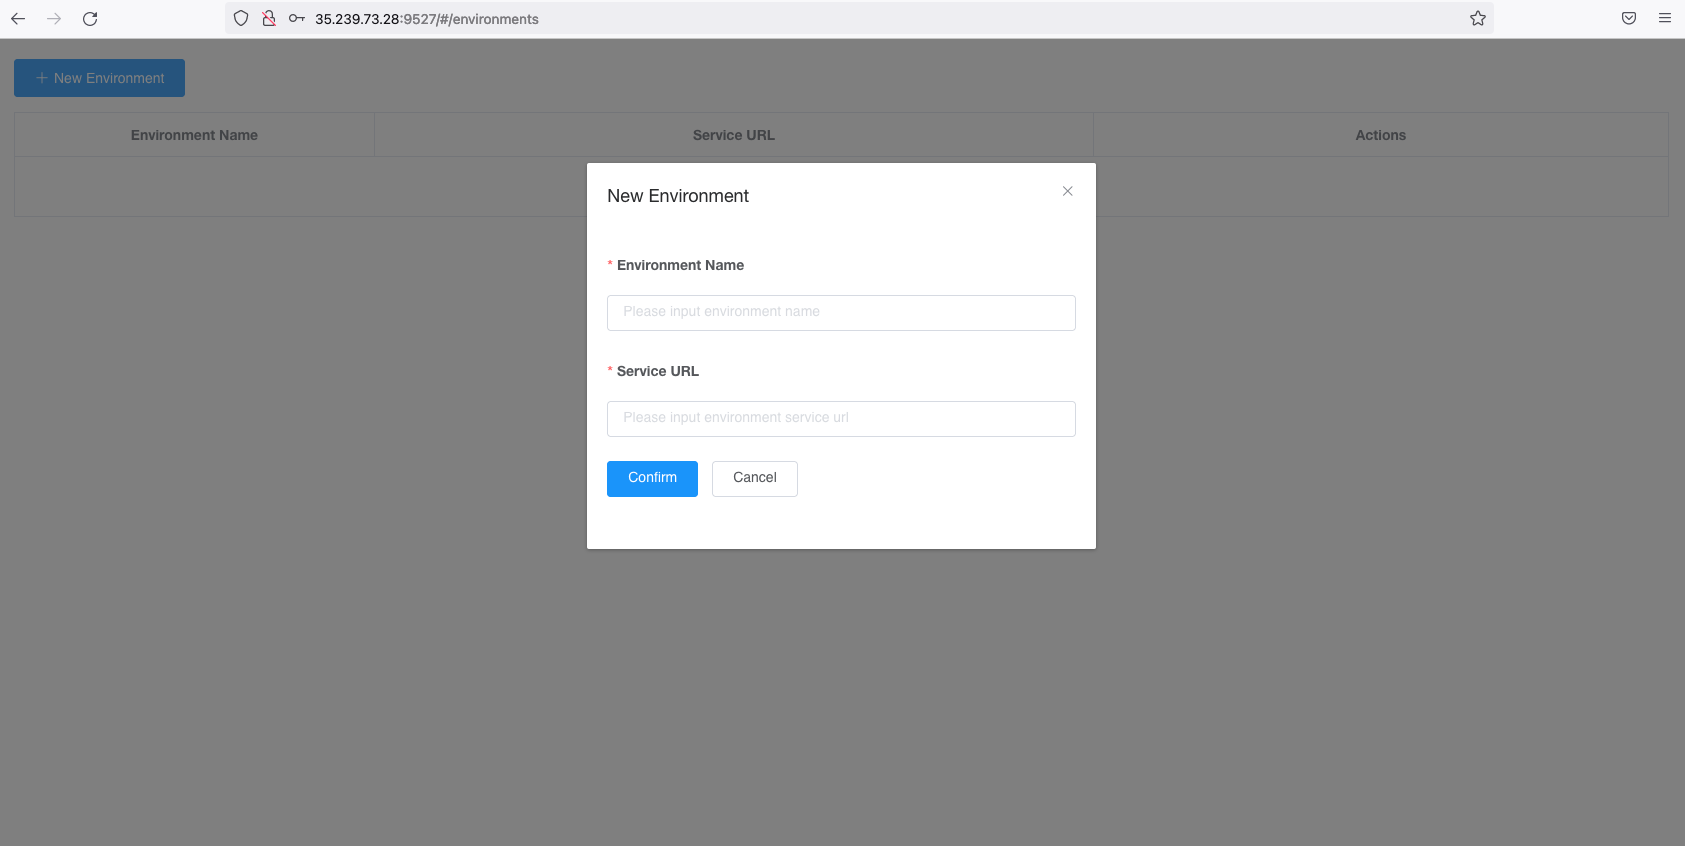 35.239.73.28:9527/#/environments
New Environment
Environment Name Service URL Actions
New Environment
* Environment Name
Please input environment name
* Service URL
Please input environment service url
Confirm Cancel